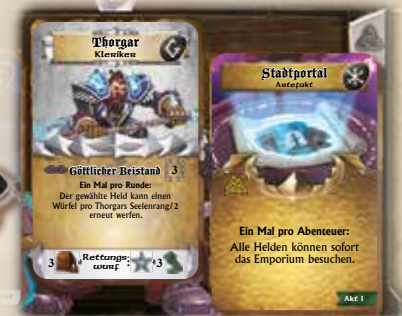 Thorgar
Kleriker
Göttlicher Beistand 3
Ein Mal pro Runde:
Der gewählte Held kann einen
Würfel pro Thorgars Seelenrang/2
erneut werfen.
3 Rettungs-
wurf: +3
Stadtportal
Artefakt
Ein Mal pro Abenteuer:
Alle Helden können sofort
das Emporium besuchen.
Akt I